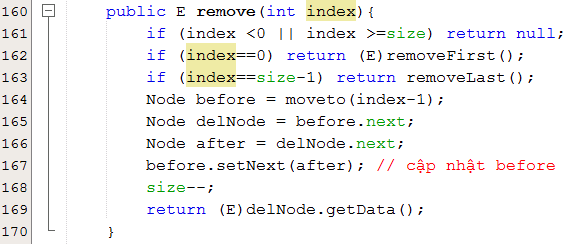 160 public E remove(int index){
161 if (index <0 || index >=size) return null;
162 if (index==0) return (E)removeFirst();
163 if (index==size-1) return removeLast();
164 Node before = moveto(index-1);
165 Node delNode = before.next;
166 Node after = delNode.next;
167 before.setNext(after); // cập nhật before
168 size--;
169 return (E)delNode.getData();
170 }